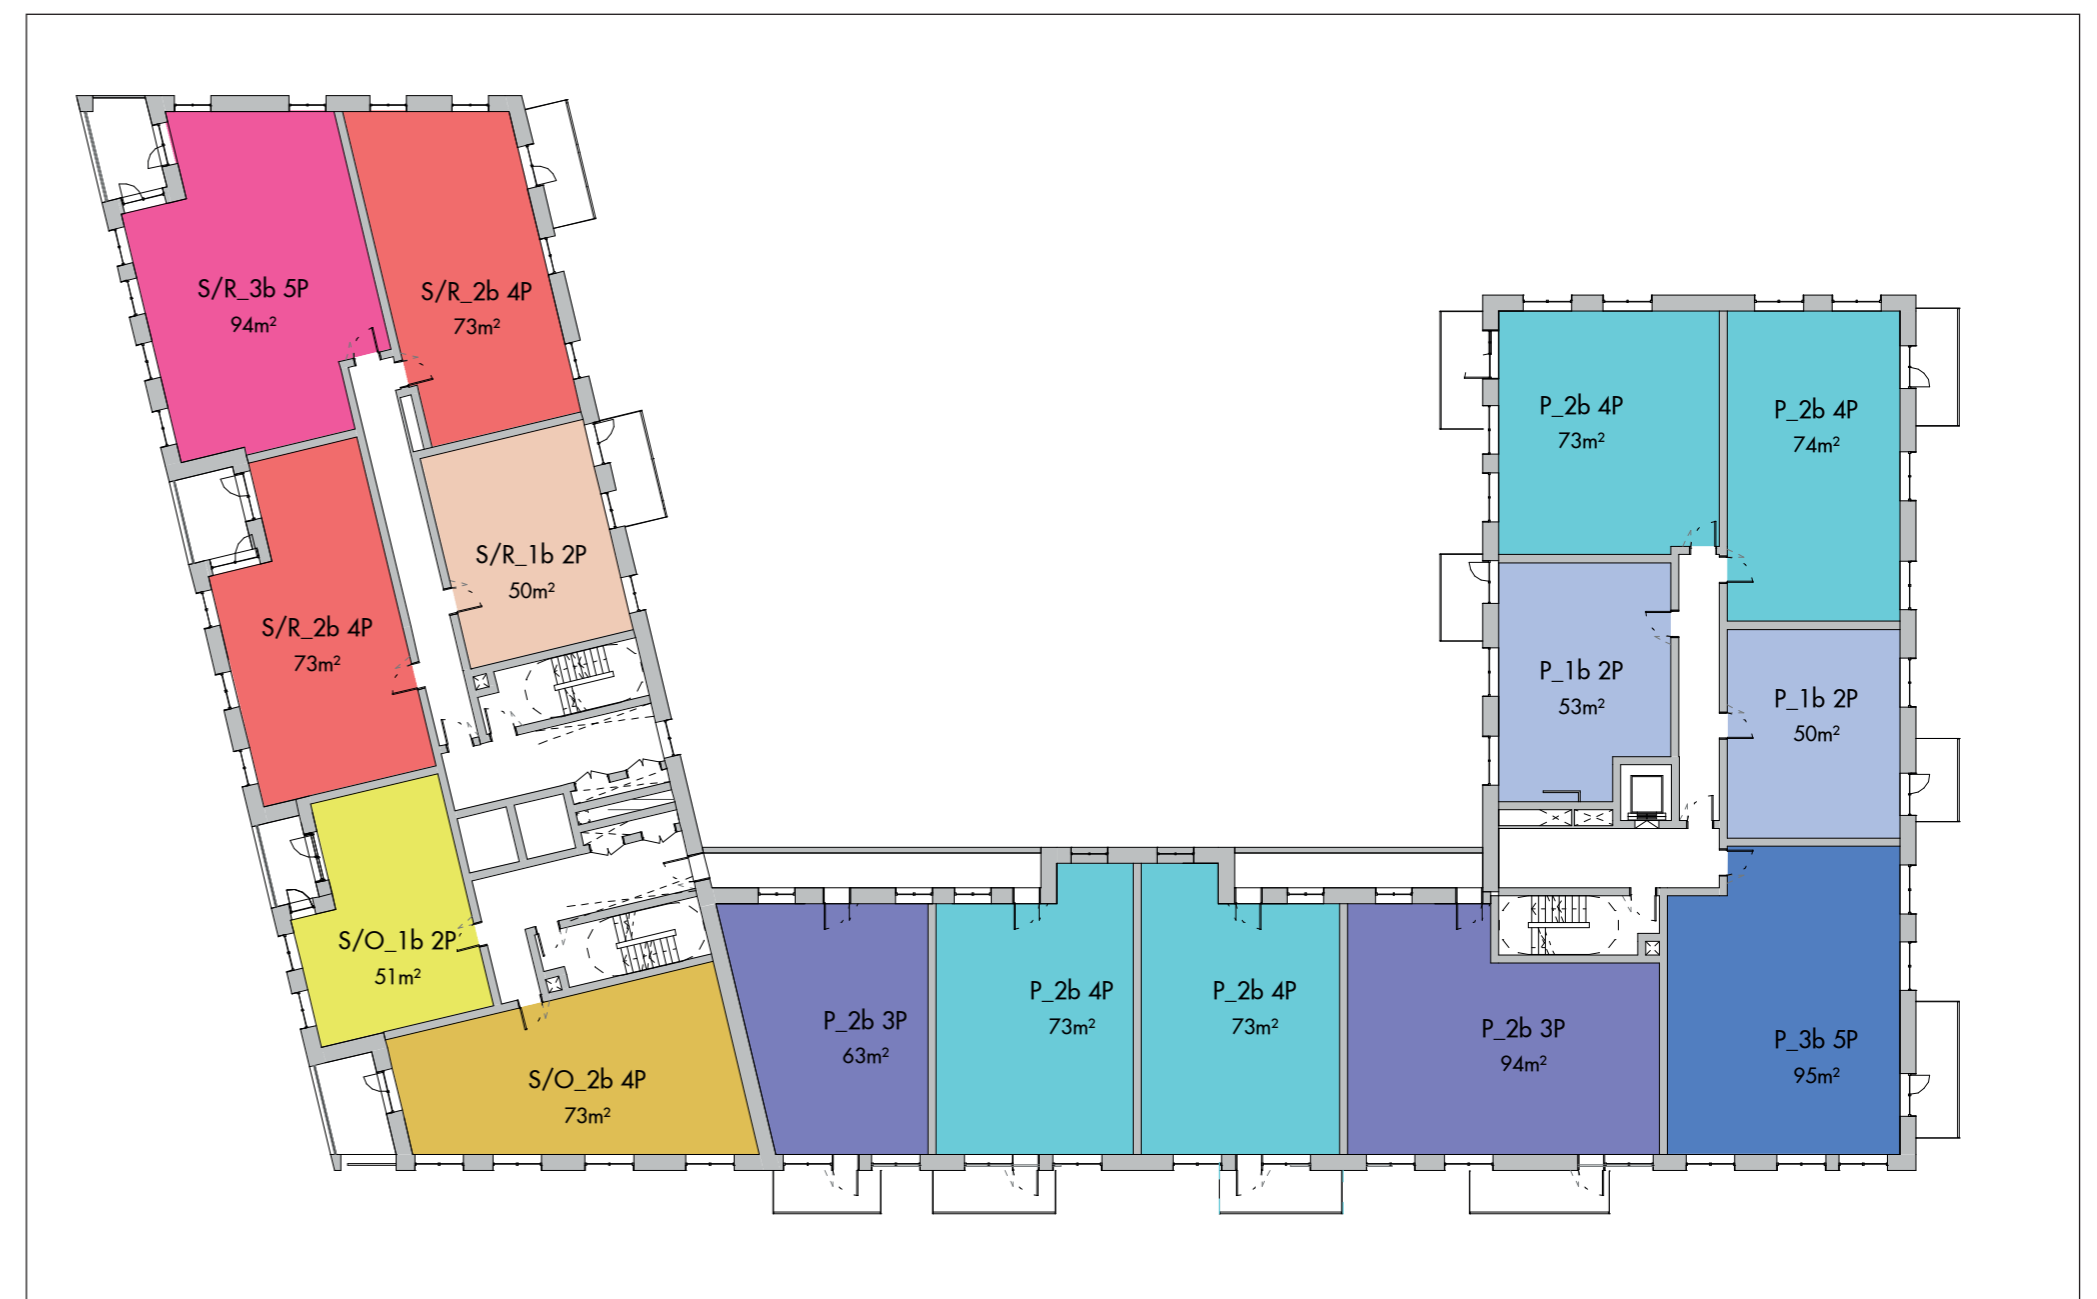 S/R_3b 5P
94m²
S/R_2b 4P
73m²
S/R_1b 2P
50m²
S/R_2b 4P
73m²
S/O_1b 2P
51m²
S/O_2b 4P
73m²
P_2b 3P
63m²
P_2b 4P
73m²
P_2b 4P
73m²
P_2b 3P
94m²
P_3b 5P
95m²
P_2b 4P
73m²
P_2b 4P
74m²
P_1b 2P
53m²
P_1b 2P
50m²